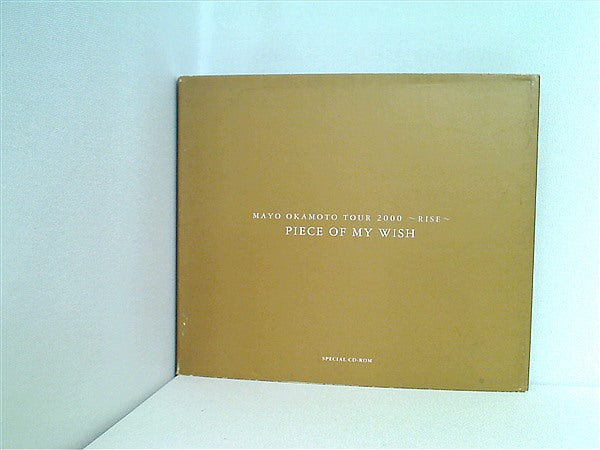 MAYO OKAMOTO TOUR 2000 ～RISE～
PIECE OF MY WISH
SPECIAL CD-ROM